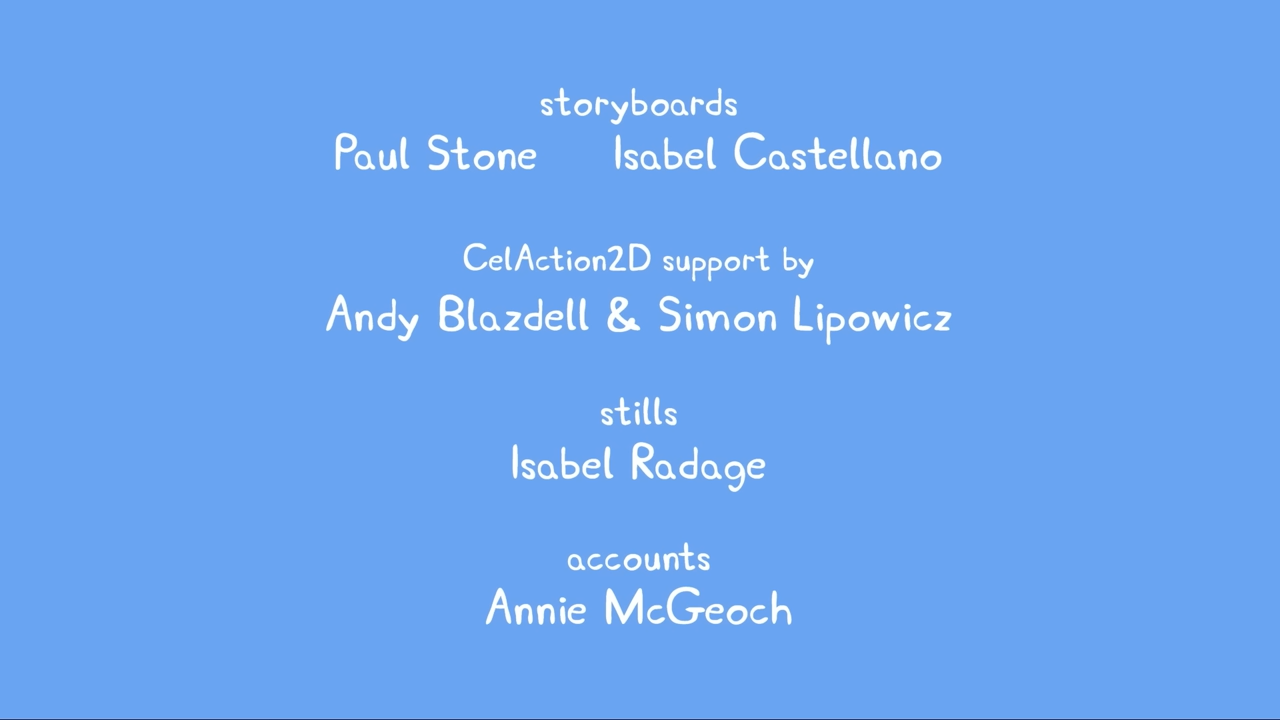 storyboards
Paul Stone Isabel Castellano
CelAction2D support by
Andy Blazdell & Simon Lipowicz
stills
Isabel Radage
accounts
Annie McGeoch